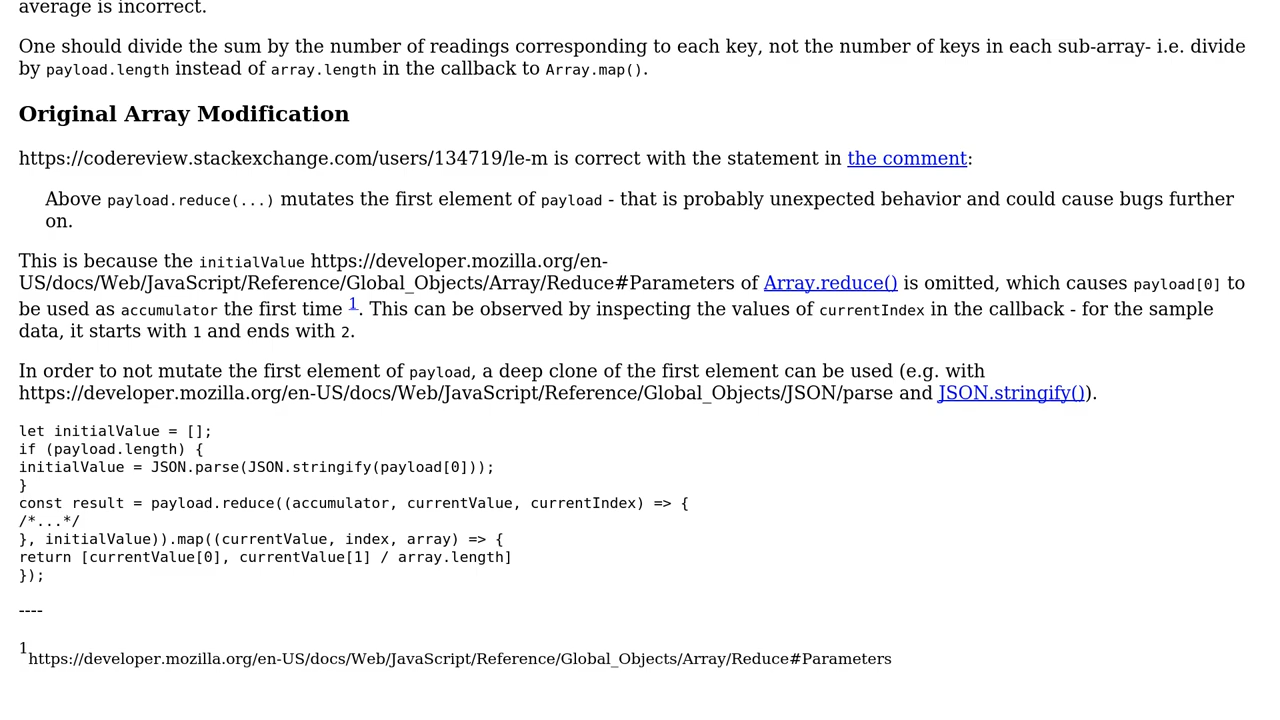 average is incorrect.
One should divide the sum by the number of readings corresponding to each key, not the number of keys in each sub-array- i.e. divide
by payload.length instead of array.length in the callback to Array.map().
Original Array Modification
https://codereview.stackexchange.com/users/134719/le-m is correct with the statement in the comment:
Above payload.reduce(...) mutates the first element of payload - that is probably unexpected behavior and could cause bugs further
on.
This is because the initialValue https://developer.mozilla.org/en-
US/docs/Web/JavaScript/Reference/Global_Objects/Array/Reduce#Parameters of Array.reduce() is omitted, which causes payload[0] to
be used as accumulator the first time 1. This can be observed by inspecting the values of currentIndex in the callback - for the sample
data, it starts with 1 and ends with 2.
In order to not mutate the first element of payload, a deep clone of the first element can be used (e.g. with
https://developer.mozilla.org/en-US/docs/Web/JavaScript/Reference/Global_Objects/JSON/parse and JSON.stringify()).
let initialValue = [];
if (payload.length) {
initialValue = JSON.parse(JSON.stringify(payload[0]));
}
const result = payload.reduce((accumulator, currentValue, currentIndex) => {
/*...*/
}, initialValue)).map((currentValue, index, array) => {
return [currentValue[0], currentValue[1] / array.length]
});
----
1https://developer.mozilla.org/en-US/docs/Web/JavaScript/Reference/Global_Objects/Array/Reduce#Parameters